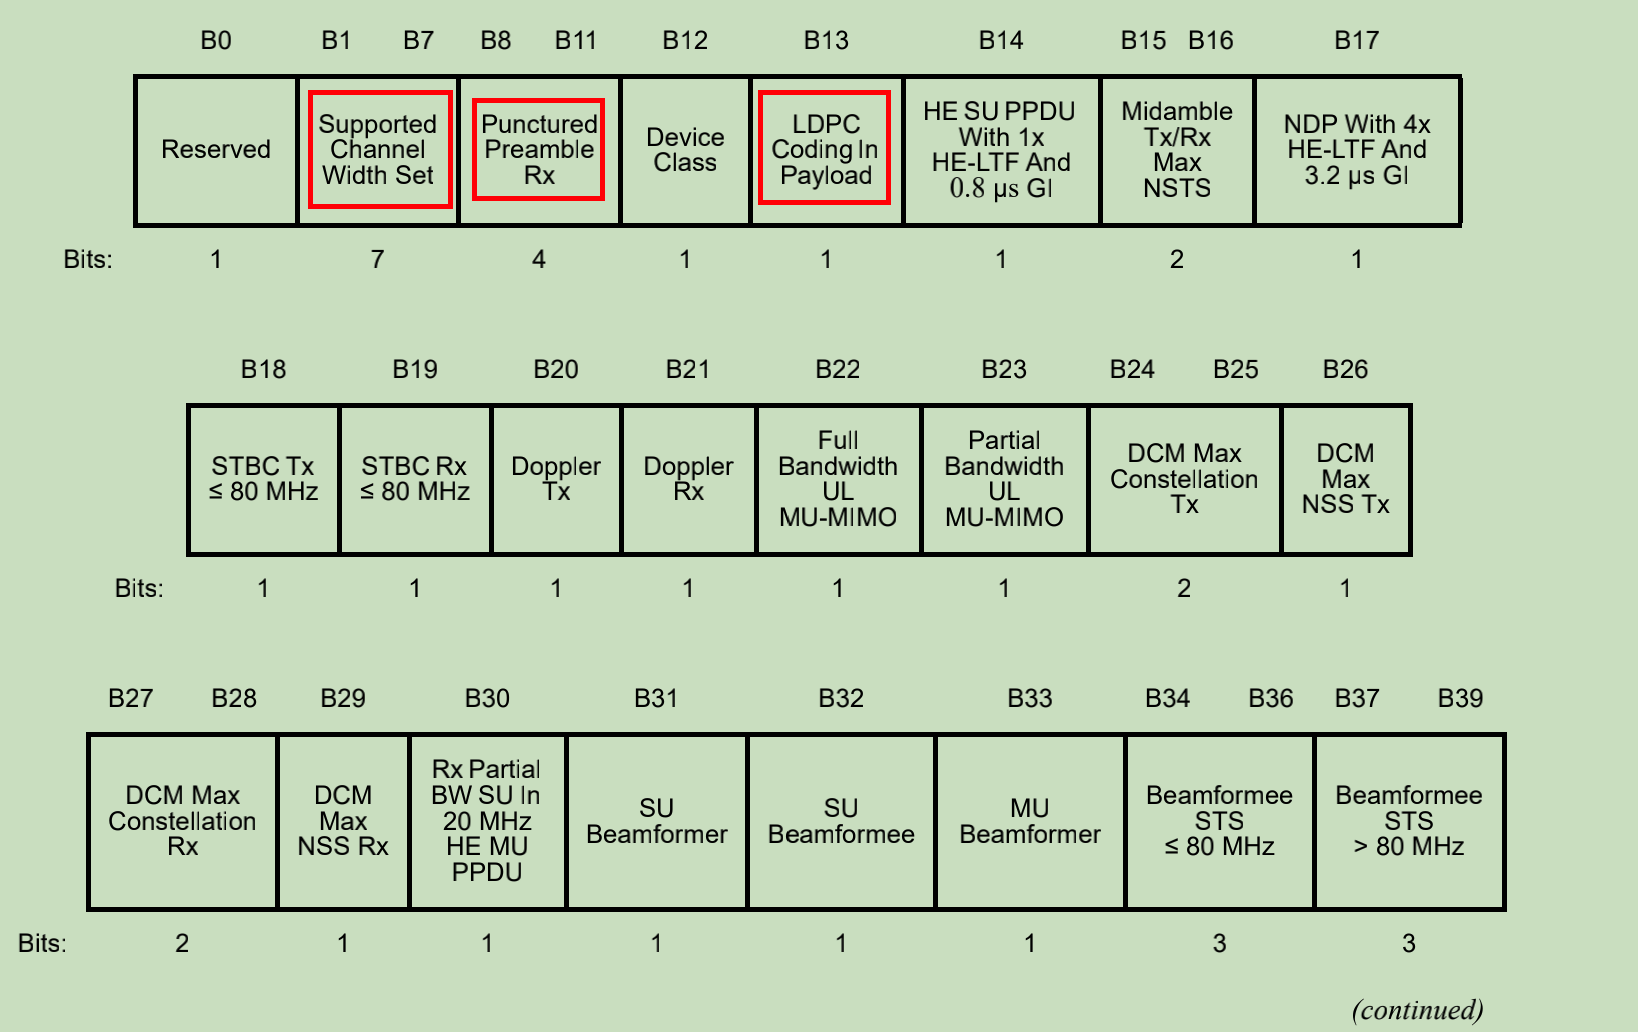 B0 B1 B7 B8 B11 B12 B13 B14 B15 B16 B17
Reserved
Supported
Channel
Width Set
Punctured
Preamble
Rx
Device
Class
LDPC
Coding In
Payload
HE SU PPDU
With 1x
HE-LTF And
0.8 µs GI
Midamble
Tx/Rx
Max
NSTS
NDP With 4x
HE-LTF And
3.2 µs GI
Bits: 1 7 4 1 1 1 2 1
B18 B19 B20 B21 B22 B23 B24 B25 B26
STBC Tx
≤ 80 MHz
STBC Rx
≤ 80 MHz
Doppler
Tx
Doppler
Rx
Full
Bandwidth
UL
MU-MIMO
Partial
Bandwidth
UL
MU-MIMO
DCM Max
Constellation
Tx
DCM
Max
NSS Tx
Bits: 1 1 1 1 1 1 2 1
B27 B28 B29 B30 B31 B32 B33 B34 B36 B37 B39
DCM Max
Constellation
Rx
DCM
Max
NSS Rx
Rx Partial
BW SU In
20 MHz
HE MU
PPDU
SU
Beamformer
SU
Beamformee
MU
Beamformer
Beamformee
STS
≤ 80 MHz
Beamformee
STS
> 80 MHz
Bits: 2 1 1 1 1 1 3 3
(continued)